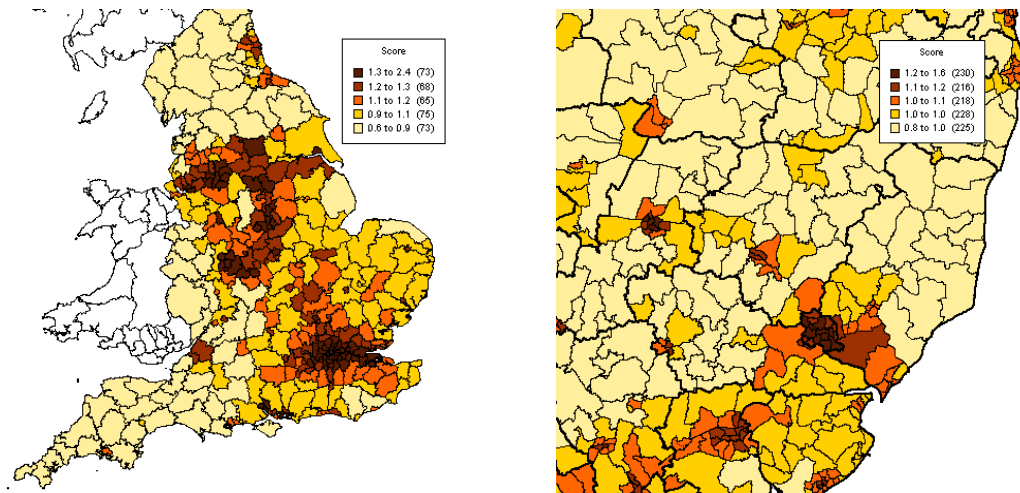 Score
1.3 to 2.4 (73)
1.2 to 1.3 (68)
1.1 to 1.2 (65)
0.9 to 1.1 (75)
0.6 to 0.9 (73)
Score
1.2 to 1.6 (230)
1.1 to 1.2 (216)
1.0 to 1.1 (218)
1.0 to 1.0 (228)
0.8 to 1.0 (225)